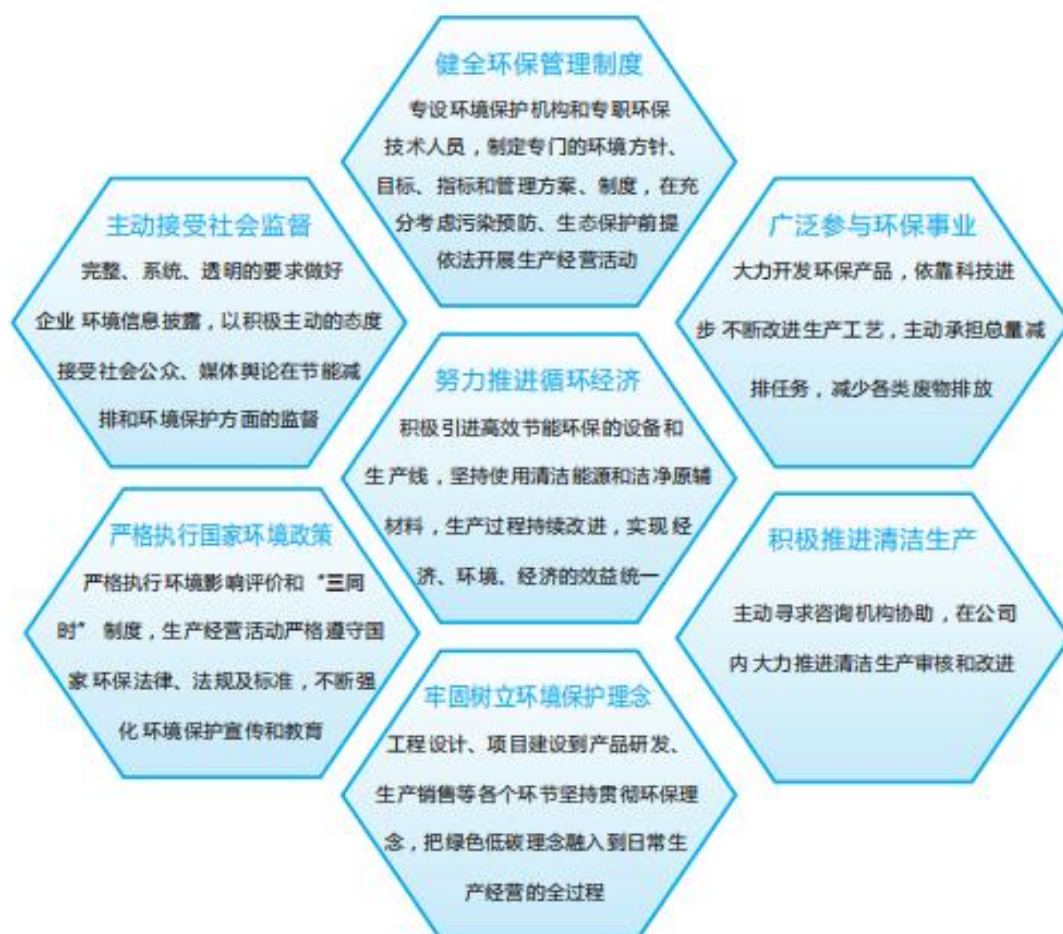 健全环保管理制度
专设环境保护机构和专职环保
技术人员，制定专门的环境方针、
目标、指标和管理方案、制度，在充
分考虑污染预防、生态保护前提
依法开展生产经营活动
主动接受社会监督
完整、系统、透明的要求做好
企业 环境信息披露，以积极主动的态度
接受社会公众、媒体舆论在节能减
排和环境保护方面的监督
广泛参与环保事业
大力开发环保产品，依靠科技进
步 不断改进生产工艺，主动承担总量减
排任务，减少各类废物排放
努力推进循环经济
积极引进高效节能环保的设备和
生产线，坚持使用清洁能源和洁净原辅
材料，生产过程持续改进，实现经
济、环境、经济的效益统一
严格执行国家环境政策
严格执行环境影响评价和“三同
时” 制度，生产经营活动严格遵守国
家环保法律、法规及标准，不断强
化环境保护宣传和教育
积极推进清洁生产
主动寻求咨询机构协助，在公司
内大力推进清洁生产审核和改进
牢固树立环境保护理念
工程设计、项目建设到产品研发、
生产销售等各个环节坚持贯彻环保理
念，把绿色低碳理念融入到日常生
产经营的全过程